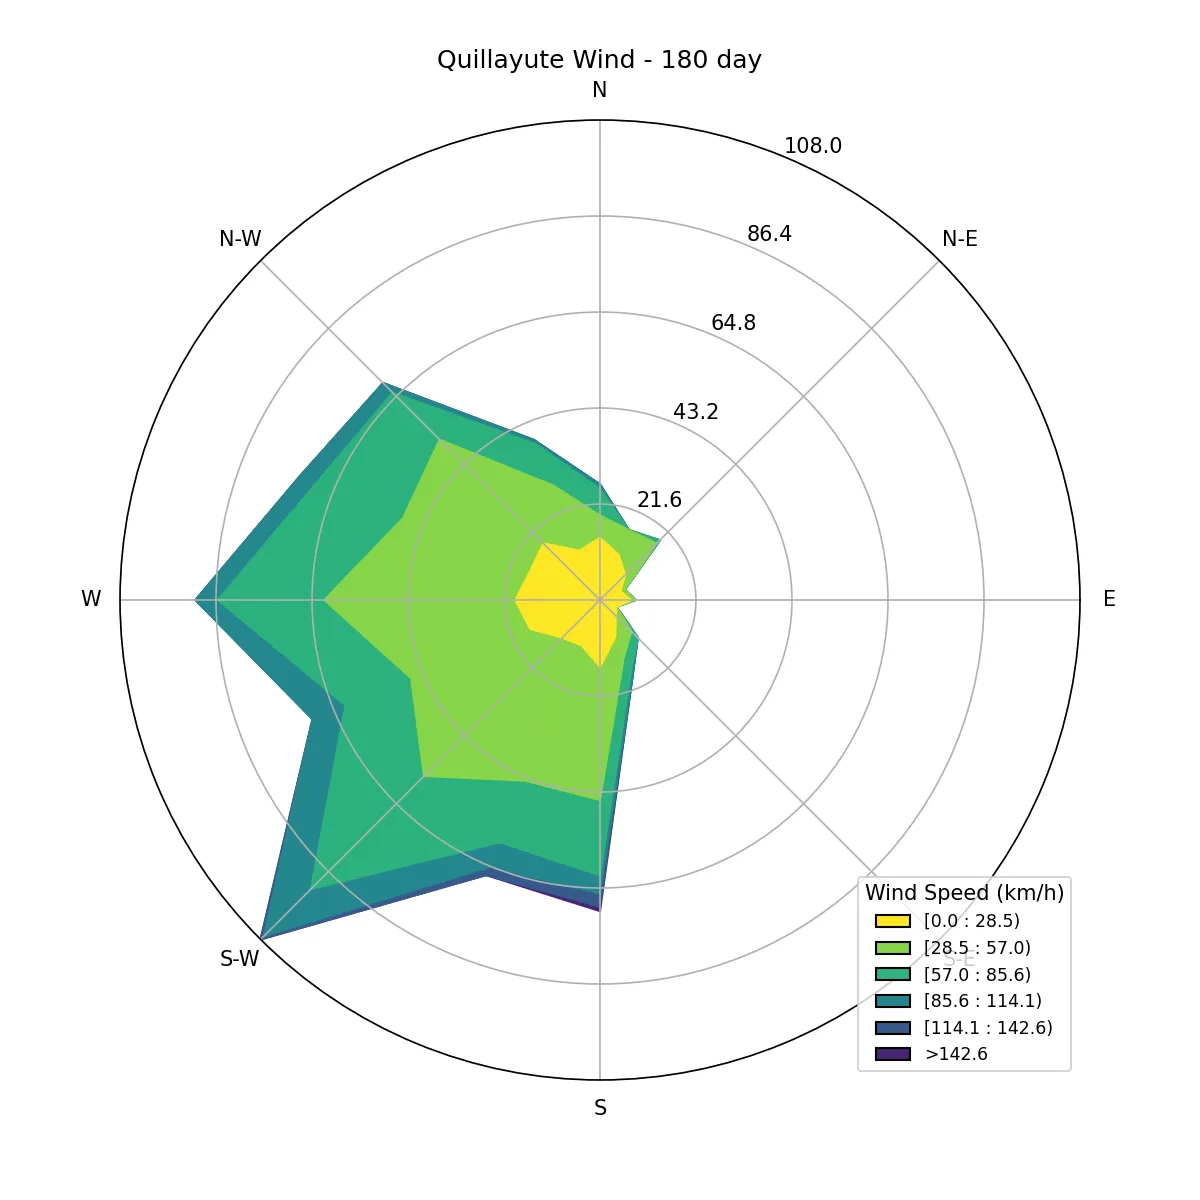 Quillayute Wind - 180 day
N
108.0
N-W
N-E
86.4
64.8
43.2
21.6
W
E
S-W
S-E
Wind Speed (km/h)
[0.0 : 28.5)
[28.5 : 57.0)
[57.0 : 85.6)
[85.6 : 114.1)
[114.1 : 142.6)
>142.6
S